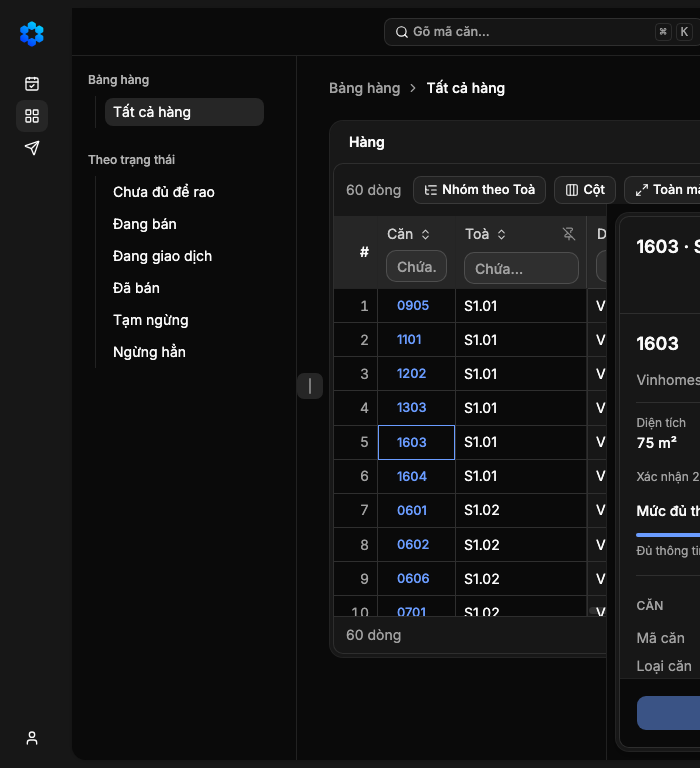 Gõ mã căn...
⌘ K
Bảng hàng
Tất cả hàng
Theo trạng thái
Chưa đủ để rao
Đang bán
Đang giao dịch
Đã bán
Tạm ngừng
Ngừng hẳn
Bảng hàng > Tất cả hàng
Hàng
60 dòng Nhóm theo Toà Cột Toàn mà
# Căn Toà D
Chứa. Chứa...
1 0905 S1.01 V
2 1101 S1.01 V
3 1202 S1.01 V
4 1303 S1.01 V
5 1603 S1.01 V
6 1604 S1.01 V
7 0601 S1.02 V
8 0602 S1.02 V
9 0606 S1.02 V
10 0701 S1.02 V
60 dòng
1603 · S
1603
Vinhomes
Diện tích
75 m²
Xác nhận 2
Mức đủ th
Đủ thông ti
CĂN
Mã căn
Loại căn